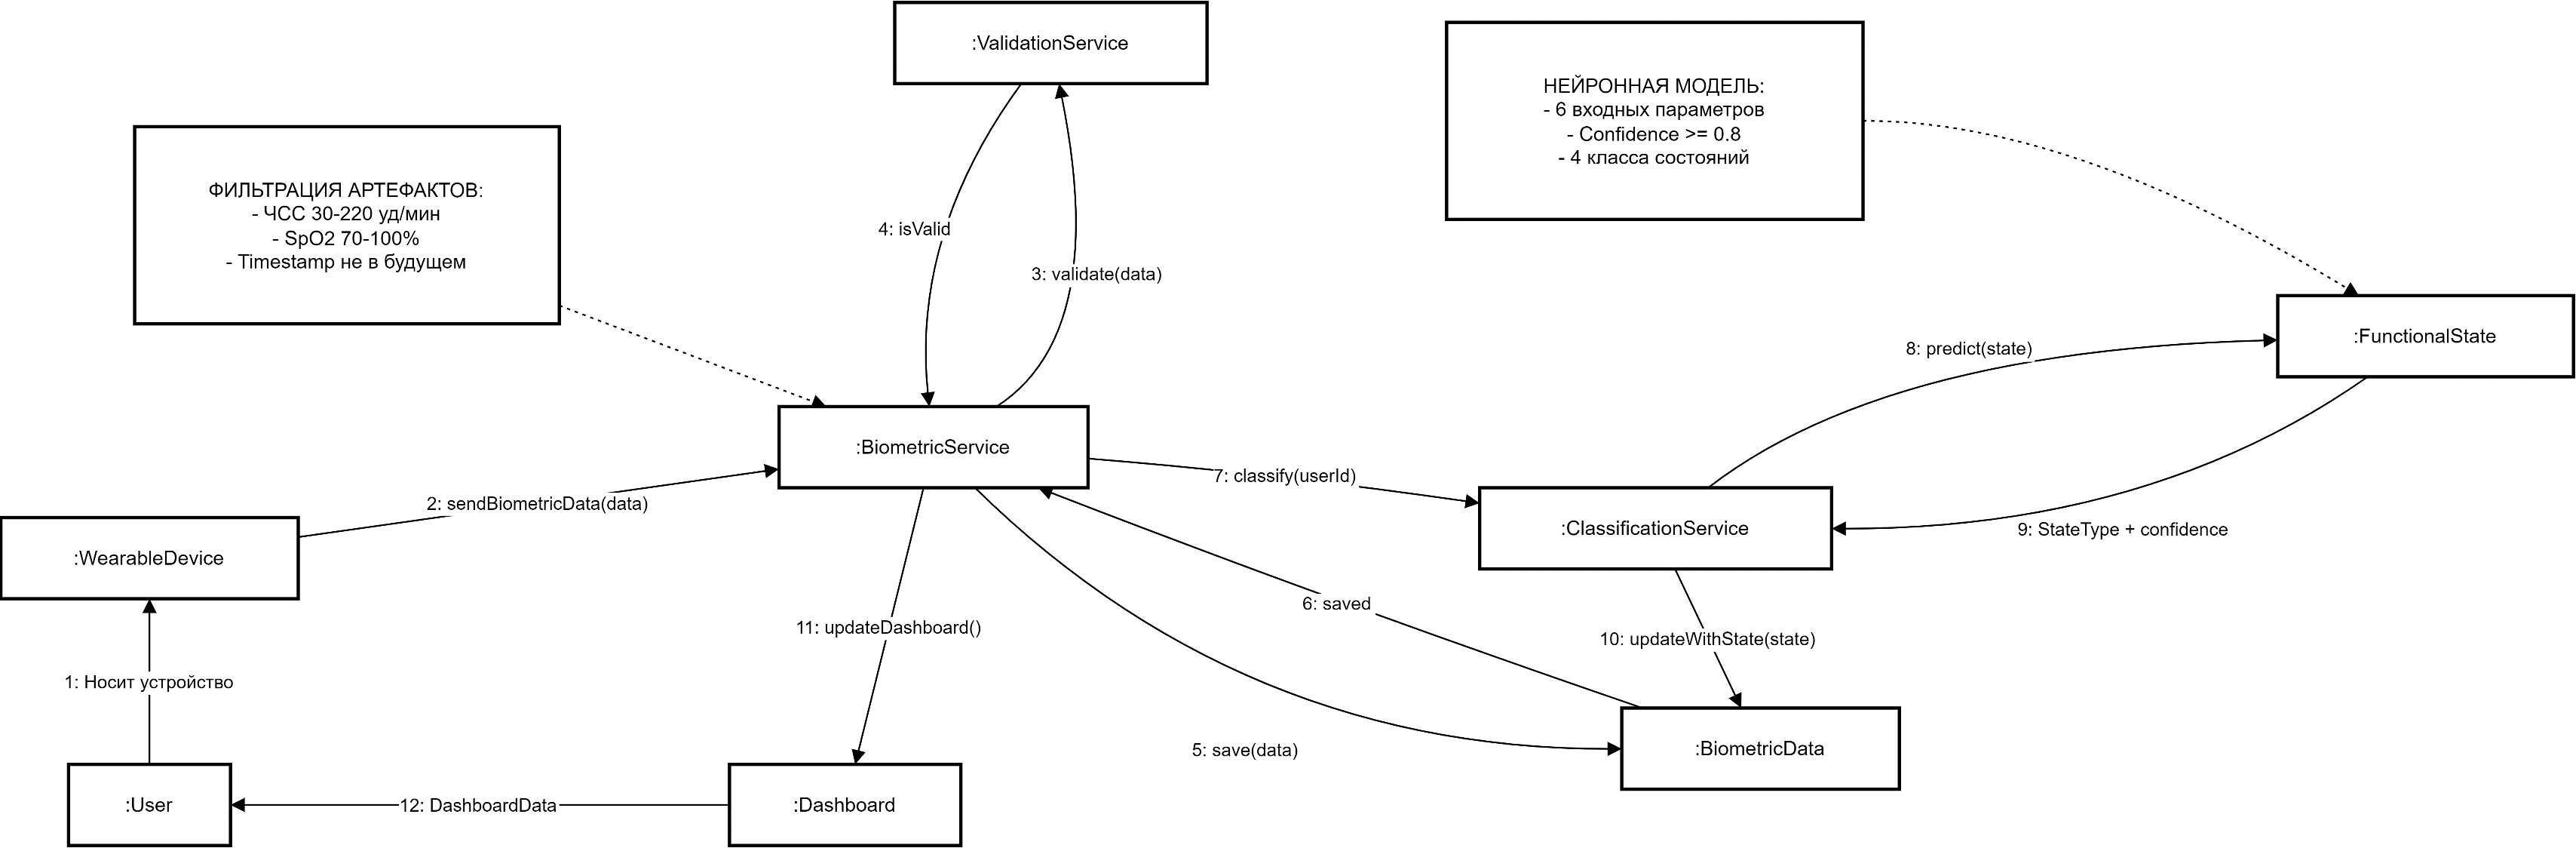 :ValidationService
НЕЙРОННАЯ МОДЕЛЬ:
- 6 входных параметров
- Confidence >= 0.8
- 4 класса состояний
ФИЛЬТРАЦИЯ АРТЕФАКТОВ:
- ЧСС 30-220 уд/мин
- SpO2 70-100%
- Timestamp не в будущем
4: isValid
3: validate(data)
:FunctionalState
8: predict(state)
:BiometricService
7: classify(userId)
2: sendBiometricData(data)
:ClassificationService
9: StateType + confidence
:WearableDevice
6: saved
11: updateDashboard()
10: updateWithState(state)
1: Носит устройство
5: save(data)
:BiometricData
:User
12: DashboardData
:Dashboard